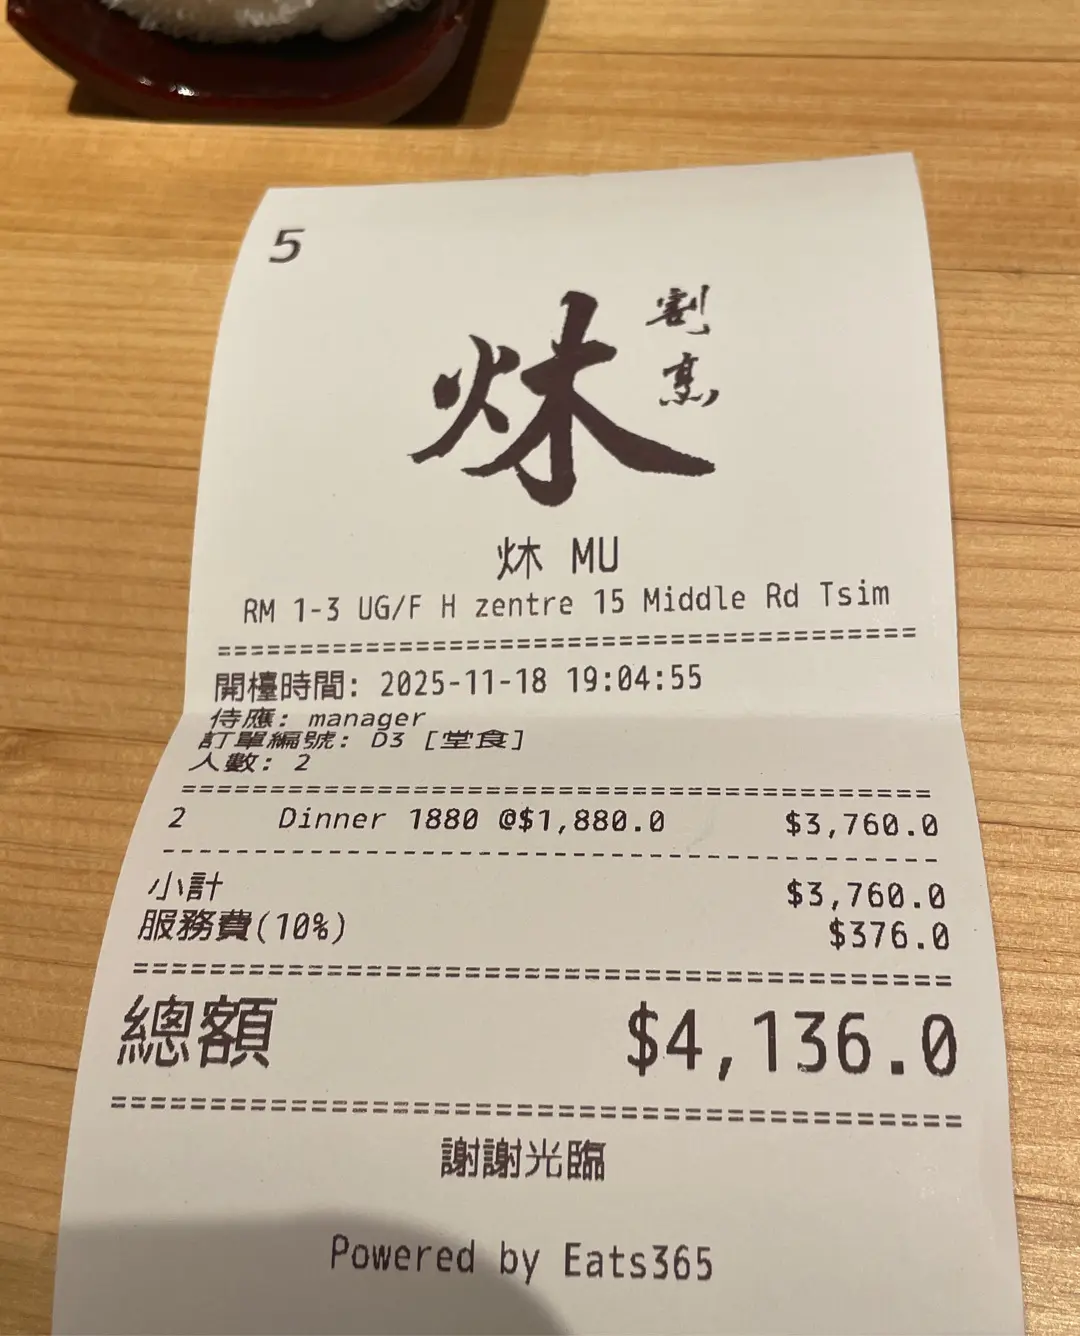 5
炑
割烹
炑 MU
RM 1-3 UG/F H zentre 15 Middle Rd Tsim
======================================
開檯時間: 2025-11-18 19:04:55
侍應: manager
訂單編號: D3 [堂食]
人數: 2
======================================
2 Dinner 1880 @$1,880.0 $3,760.0
--------------------------------------
小計 $3,760.0
服務費(10%) $376.0
======================================
總額 $4,136.0
======================================
謝謝光臨
Powered by Eats365